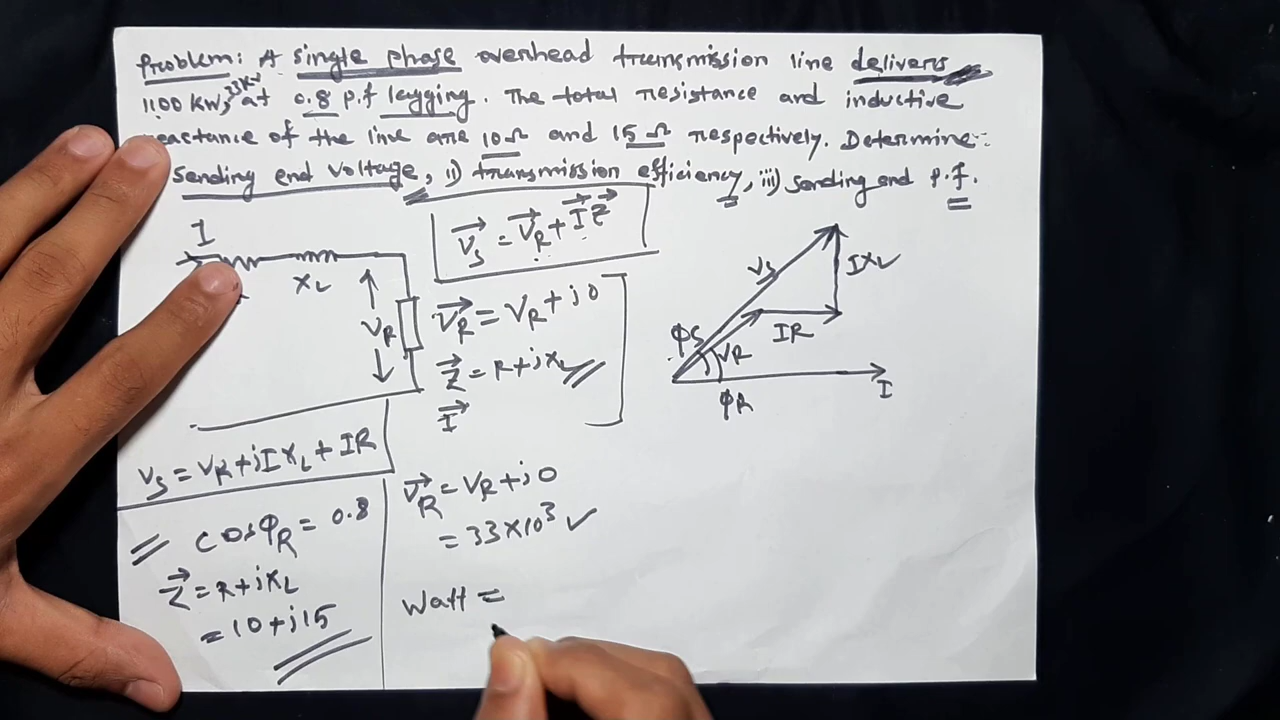 Problem: A single phase overhead transmission line delivers
1100 KW, 33KV at 0.8 p.f lagging. The total resistance and inductive
reactance of the line are 10Ω and 15Ω respectively. Determine:
Sending end voltage, ii) transmission efficiency, iii) Sending end p.f.
I
XL
VR
Vs = VR + IZ
VR = VR + j0
Z = R + jXL
I
Vs
IXL
IR
VR
φS
φR
I
Vs = VR + jIXL + IR
cosφR = 0.8
Z = R + jXL
= 10 + j15
VR = VR + j0
= 33×10³ ✓
Watt =